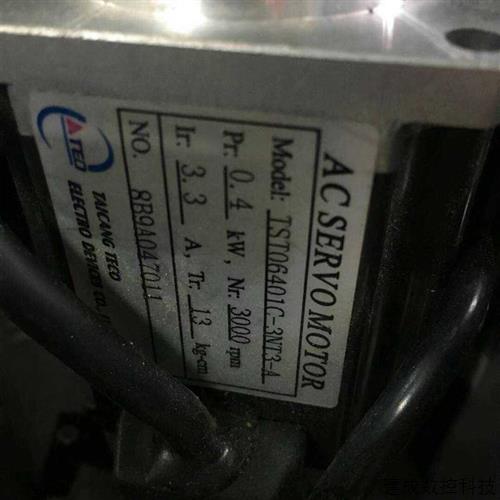 AC SERVO MOTOR
Model: TST06401C-3NT3-A
Pr: 0.4 kW, Nr: 3000 rpm
Ir: 3.3 A, Tr: 13 kg-cm
NO. 8B9A047011
TECO
TAICANG TECO
ELECTRO DEVICES CO.,